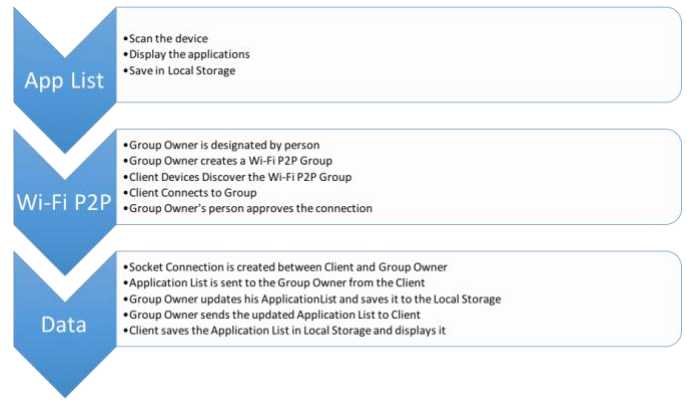 App List
•Scan the device
•Display the applications
•Save in Local Storage
Wi-Fi P2P
•Group Owner is designated by person
•Group Owner creates a Wi-Fi P2P Group
•Client Devices Discover the Wi-Fi P2P Group
•Client Connects to Group
•Group Owner's person approves the connection
Data
•Socket Connection is created between Client and Group Owner
•Application List is sent to the Group Owner from the Client
•Group Owner updates his ApplicationList and saves it to the Local Storage
•Group Owner sends the updated Application List to Client
•Client saves the Application List in Local Storage and displays it